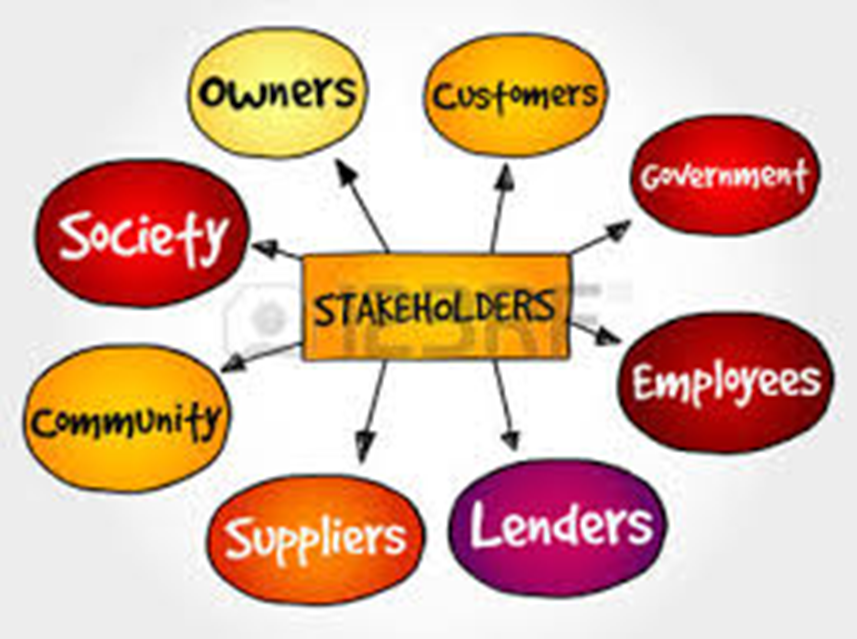 Owners
Customers
Government
Society
STAKEHOLDERS
Employees
Community
Suppliers
Lenders